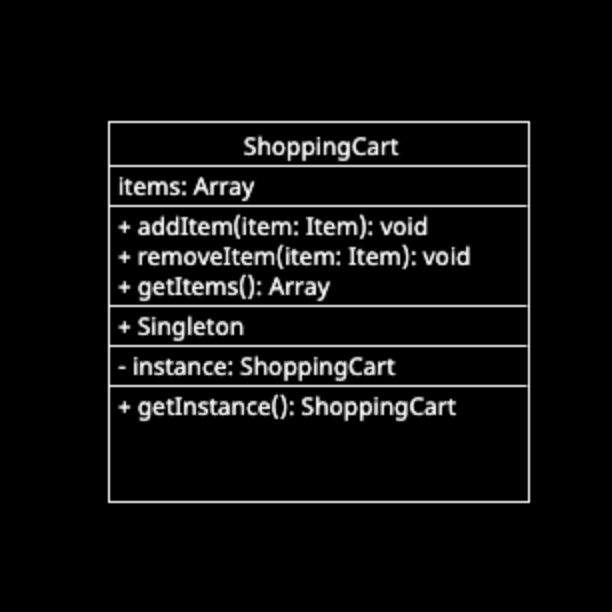 ShoppingCart
items: Array
+ addItem(item: Item): void
+ removeItem(item: Item): void
+ getItems(): Array
+ Singleton
- instance: ShoppingCart
+ getInstance(): ShoppingCart